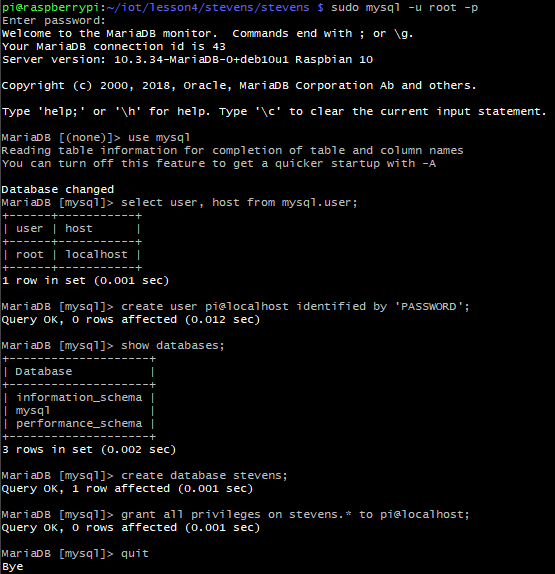 pi@raspberrypi:~/iot/lesson4/stevens/stevens $ sudo mysql -u root -p
Enter password:
Welcome to the MariaDB monitor.  Commands end with ; or \g.
Your MariaDB connection id is 43
Server version: 10.3.34-MariaDB-0+deb10u1 Raspbian 10

Copyright (c) 2000, 2018, Oracle, MariaDB Corporation Ab and others.

Type 'help;' or '\h' for help. Type '\c' to clear the current input statement.

MariaDB [(none)]> use mysql
Reading table information for completion of table and column names
You can turn off this feature to get a quicker startup with -A

Database changed
MariaDB [mysql]> select user, host from mysql.user;
+------+-----------+
| user | host      |
+------+-----------+
| root | localhost |
+------+-----------+
1 row in set (0.001 sec)

MariaDB [mysql]> create user pi@localhost identified by 'PASSWORD';
Query OK, 0 rows affected (0.012 sec)

MariaDB [mysql]> show databases;
+--------------------+
| Database           |
+--------------------+
| information_schema |
| mysql              |
| performance_schema |
+--------------------+
3 rows in set (0.002 sec)

MariaDB [mysql]> create database stevens;
Query OK, 1 row affected (0.001 sec)

MariaDB [mysql]> grant all privileges on stevens.* to pi@localhost;
Query OK, 0 rows affected (0.001 sec)

MariaDB [mysql]> quit
Bye